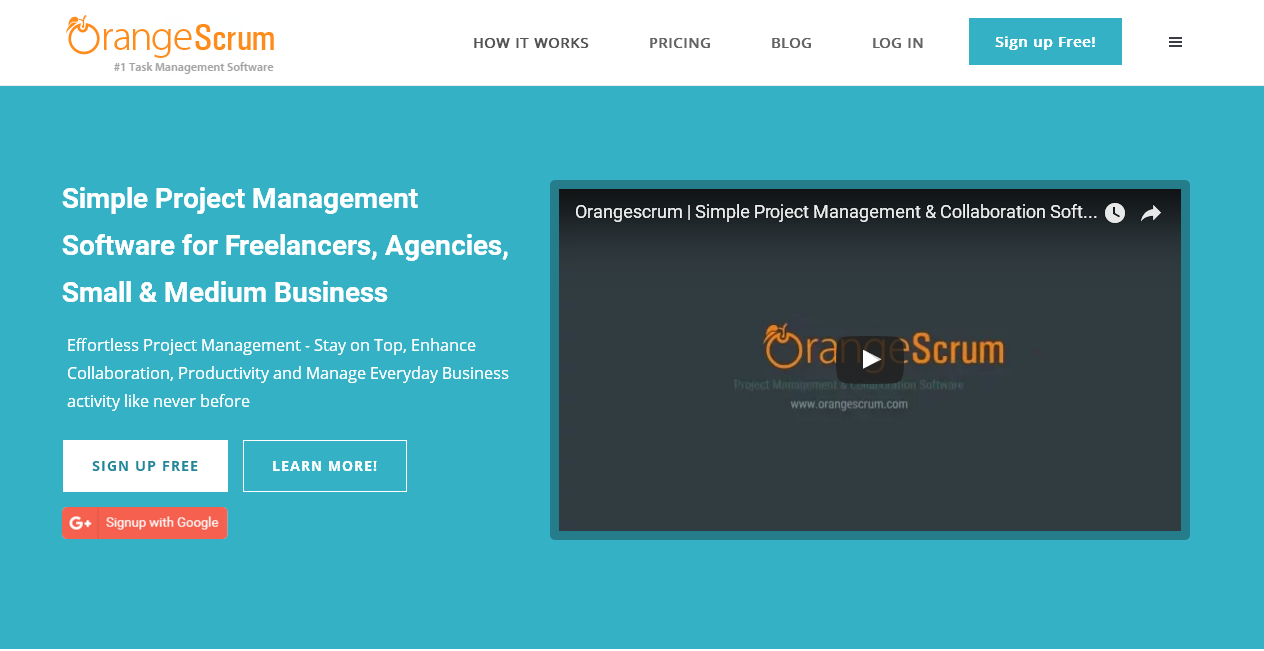 OrangeScrum
#1 Task Management Software
HOW IT WORKS
PRICING
BLOG
LOG IN
Sign up Free!
Simple Project Management
Software for Freelancers, Agencies,
Small & Medium Business
Effortless Project Management - Stay on Top, Enhance
Collaboration, Productivity and Manage Everyday Business
activity like never before
SIGN UP FREE
LEARN MORE!
G+ Signup with Google
Orangescrum | Simple Project Management & Collaboration Soft...
OrangeScrum
Project Management & Collaboration Software
www.orangescrum.com